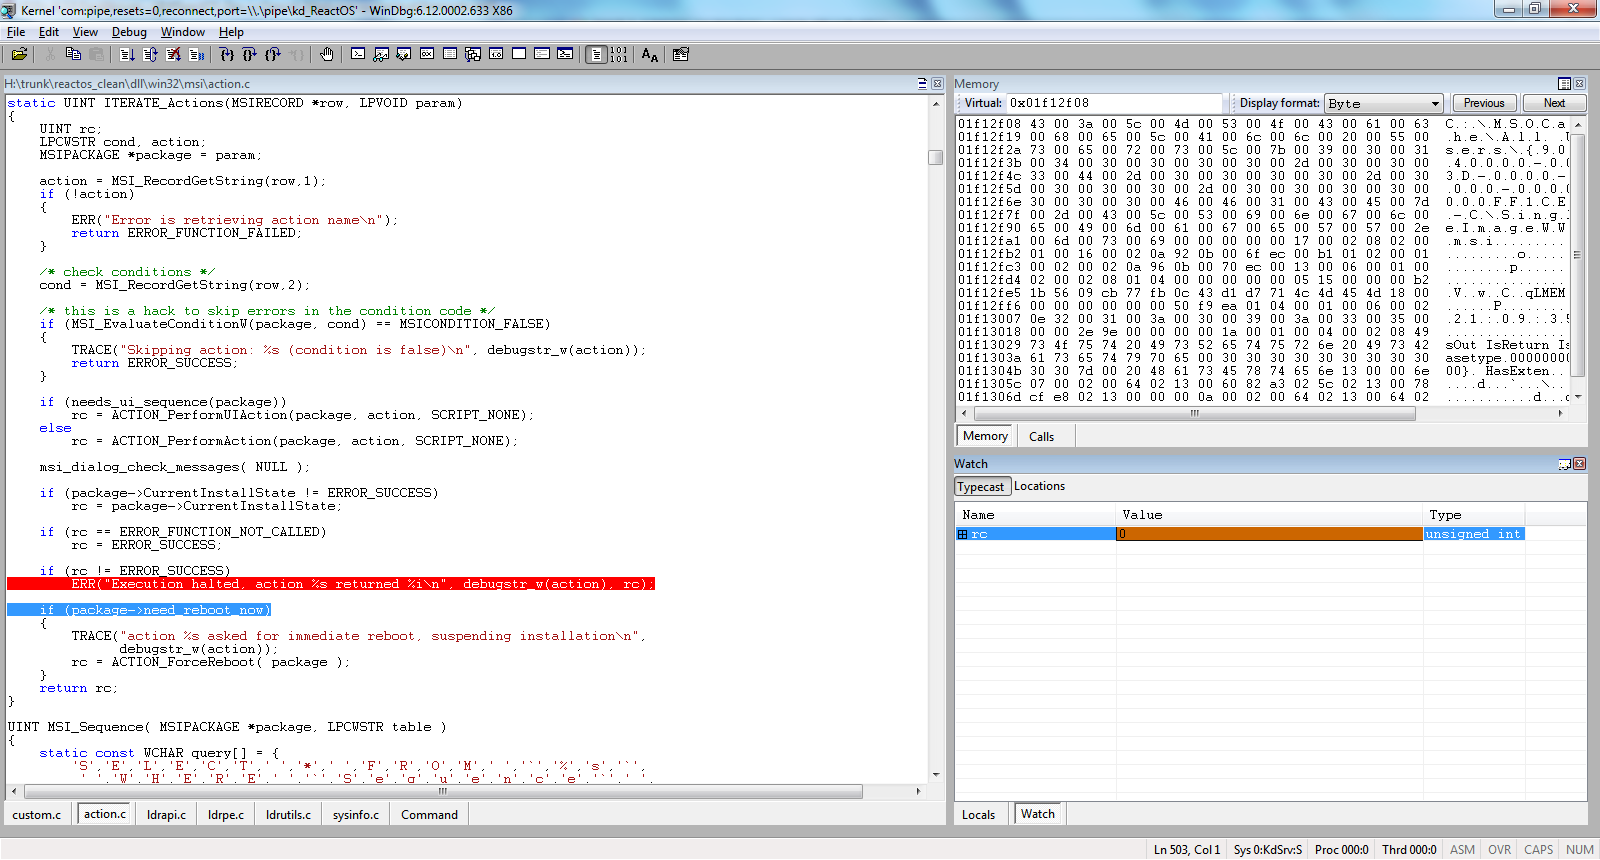 Kernel 'com:pipe,resets=0,reconnect,port=\\.\pipe\kd_ReactOS' - WinDbg:6.12.0002.633 X86
File Edit View Debug Window Help
H:\trunk\reactos_clean\dll\win32\msi\action.c
static UINT ITERATE_Actions(MSIRECORD *row, LPVOID param)
{
    UINT rc;
    LPCWSTR cond, action;
    MSIPACKAGE *package = param;

    action = MSI_RecordGetString(row,1);
    if (!action)
    {
        ERR("Error is retrieving action name\n");
        return ERROR_FUNCTION_FAILED;
    }

    /* check conditions */
    cond = MSI_RecordGetString(row,2);

    /* this is a hack to skip errors in the condition code */
    if (MSI_EvaluateConditionW(package, cond) == MSICONDITION_FALSE)
    {
        TRACE("Skipping action: %s (condition is false)\n", debugstr_w(action));
        return ERROR_SUCCESS;
    }

    if (needs_ui_sequence(package))
        rc = ACTION_PerformUIAction(package, action, SCRIPT_NONE);
    else
        rc = ACTION_PerformAction(package, action, SCRIPT_NONE);

    msi_dialog_check_messages( NULL );

    if (package->CurrentInstallState != ERROR_SUCCESS)
        rc = package->CurrentInstallState;

    if (rc == ERROR_FUNCTION_NOT_CALLED)
        rc = ERROR_SUCCESS;

    if (rc != ERROR_SUCCESS)
        ERR("Execution halted, action %s returned %i\n", debugstr_w(action), rc);

    if (package->need_reboot_now)
    {
        TRACE("action %s asked for immediate reboot, suspending installation\n",
              debugstr_w(action));
        rc = ACTION_ForceReboot( package );
    }
    return rc;
}

UINT MSI_Sequence( MSIPACKAGE *package, LPCWSTR table )
{
    static const WCHAR query[] = {
        'S','E','L','E','C','T',' ','*',' ','F','R','O','M',' ','`','%','s','`',
        ' ','W','H','E','R','E',' ','`','S','e','q','u','e','n','c','e','`',' ',
custom.c action.c ldrapi.c ldrpe.c ldrutils.c sysinfo.c Command
Memory
Virtual: 0x01f12f08 Display format: Byte Previous Next
01f12f08 43 00 3a 00 5c 00 4d 00 53 00 4f 00 43 00 61 00 63 C.:.\.M.S.O.C.a
01f12f19 00 68 00 65 00 5c 00 41 00 6c 00 6c 00 20 00 55 00 .h.e.\.A.l.l. .U
01f12f2a 73 00 65 00 72 00 73 00 5c 00 7b 00 39 00 30 00 31 s.e.r.s.\.{.9.0
01f12f3b 00 34 00 30 00 30 00 30 00 30 00 2d 00 30 00 30 00 .4.0.0.0.0.-.0.0
01f12f4c 33 00 44 00 2d 00 30 00 30 00 30 00 30 00 2d 00 30 3.D.-.0.0.0.0.-
01f12f5d 00 30 00 30 00 30 00 2d 00 30 00 30 00 30 00 30 00 .0.0.0.-.0.0.0.0
01f12f6e 30 00 30 00 30 00 46 00 46 00 31 00 43 00 45 00 7d 0.0.0.F.F.1.C.E
01f12f7f 00 2d 00 43 00 5c 00 53 00 69 00 6e 00 67 00 6c 00 .-.C.\.S.i.n.g.l
01f12f90 65 00 49 00 6d 00 61 00 67 00 65 00 57 00 57 00 2e e.I.m.a.g.e.W.W
01f12fa1 00 6d 00 73 00 69 00 00 00 00 00 17 00 02 08 02 00 .m.s.i..........
01f12fb2 01 00 16 00 02 0a 92 0b 00 6f ec 00 b1 01 02 00 01 .........o.....
01f12fc3 00 02 00 02 0a 96 0b 00 70 ec 00 13 00 06 00 01 00 ........p......
01f12fd4 02 00 02 08 01 04 00 00 00 00 00 05 15 00 00 00 b2 ...............
01f12fe5 1b 56 09 cb 77 fb 0c 43 d1 d7 71 4c 4d 45 4d 18 00 .V..w..C..qLMEM
01f12ff6 00 00 00 00 00 00 00 50 f9 ea 01 04 00 01 06 00 02 .......P.......
01f13007 0e 32 00 31 00 3a 00 30 00 39 00 3a 00 33 00 35 00 .2.1.:.0.9.:.3.5
01f13018 00 00 2e 9e 00 00 00 00 1a 00 01 00 04 00 02 08 49 ...............
01f13029 73 4f 75 74 20 49 73 52 65 74 75 72 6e 20 49 73 42 sOut IsReturn Is
01f1303a 61 73 65 74 79 70 65 00 30 30 30 30 30 30 30 30 30 asetype.00000000
01f1304b 30 30 7d 00 20 48 61 73 45 78 74 65 6e 13 00 00 6e 00}. HasExten...
01f1305c 07 00 02 00 64 02 13 00 60 82 a3 02 5c 02 13 00 78 ....d...`...\...
01f1306d cf e8 02 13 00 00 00 0a 00 02 00 64 02 13 00 64 02 ...........d...d
Memory Calls
Watch
Typecast Locations
Name Value Type
rc 0 unsigned int
Locals Watch
Ln 503, Col 1 Sys 0:KdSrv:S Proc 000:0 Thrd 000:0 ASM OVR CAPS NUM